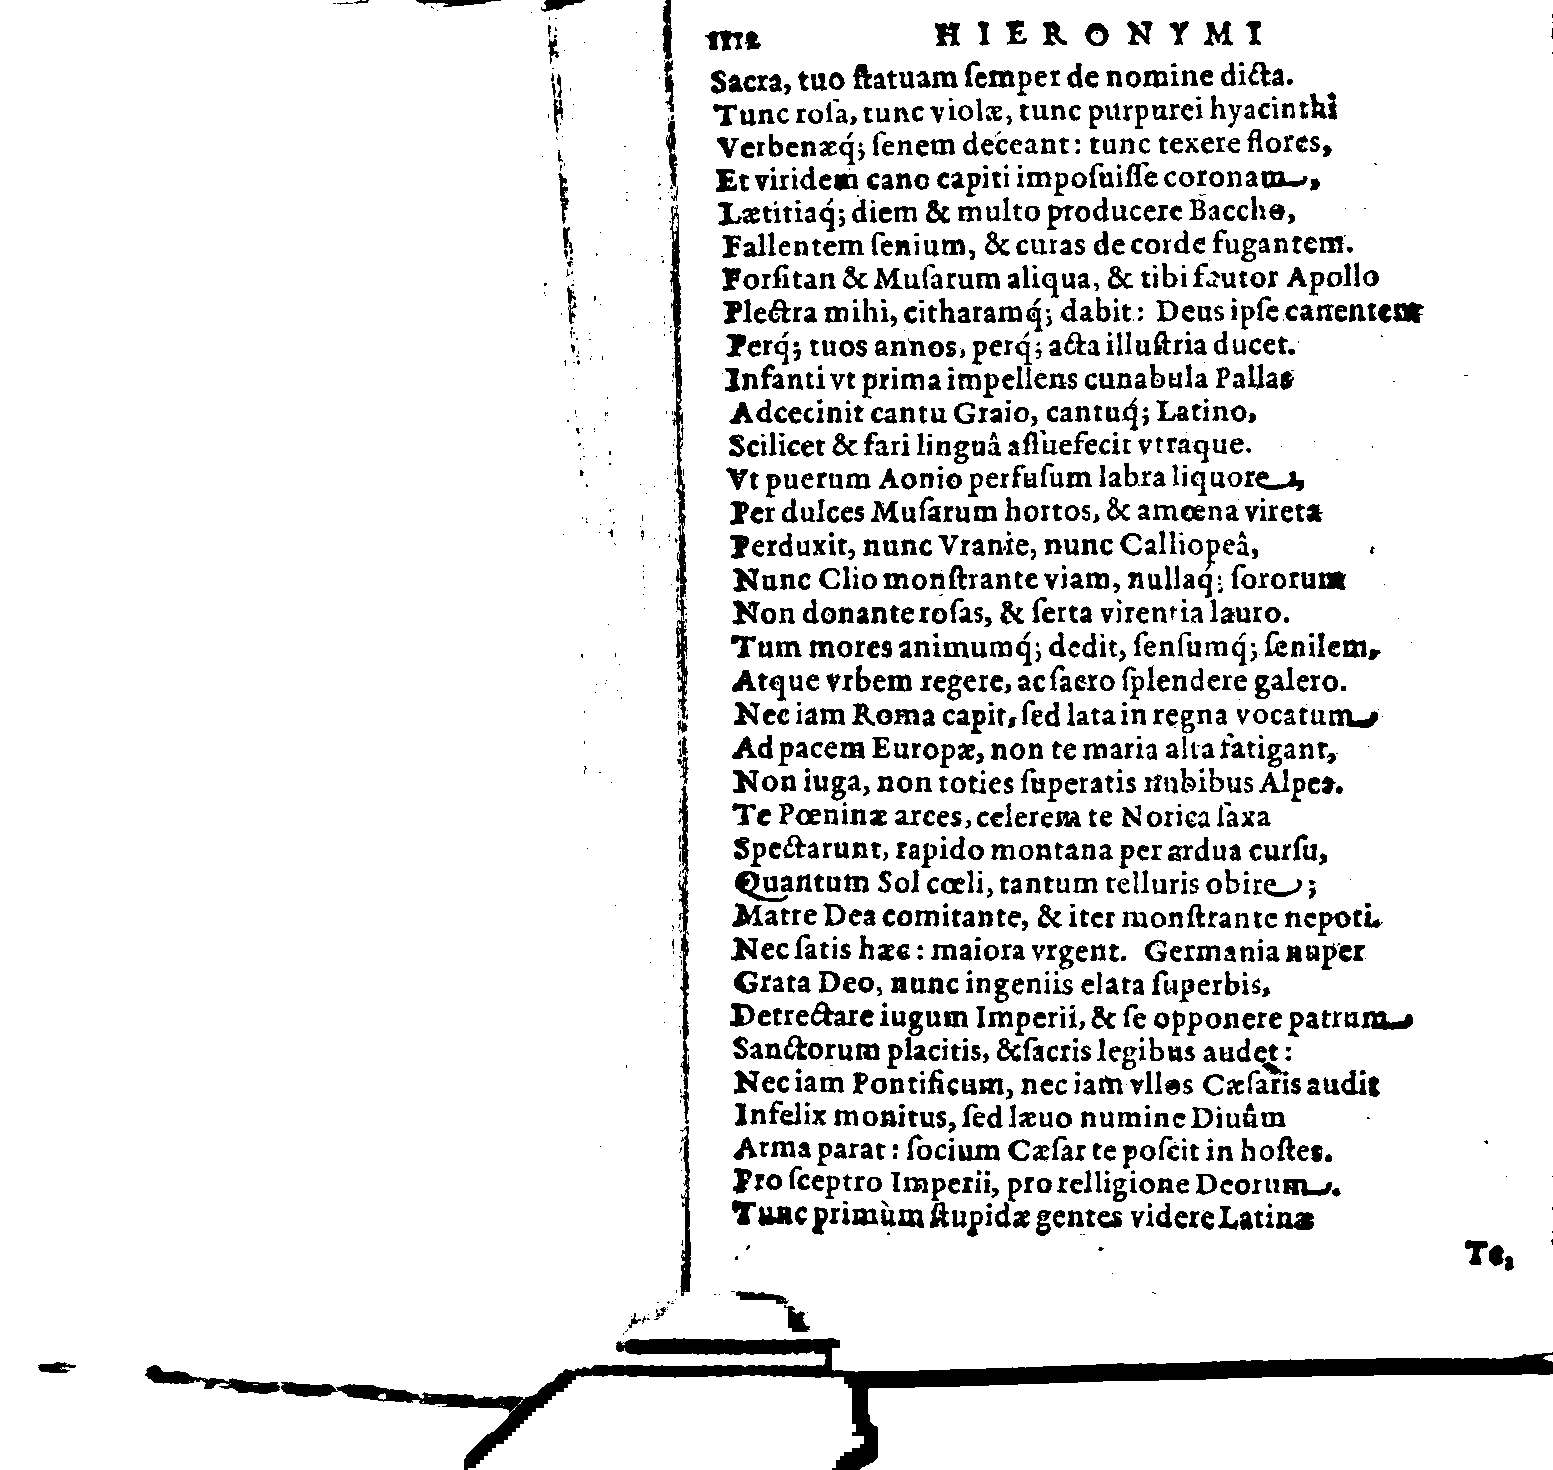 HIERONYMI
Sacra, tuo ſtatuam ſemper de nomine dicta.
Tunc roſa, tunc violæ, tunc purpurei hyacinthi
Verbenæq́; ſenem deceant: tunc texere flores,
Et viridem cano capiti impoſuiſſe coronam,
Lætitiaq́; diem & multo producere Baccho,
Fallentem ſenium, & curas de corde fugantem.
Forſitan & Muſarum aliqua, & tibi fautor Apollo
Plectra mihi, citharamq́; dabit: Deus ipſe canentem
Perq́; tuos annos, perq́; acta illuſtria ducet.
Infanti vt prima impellens cunabula Pallas
Adcecinit cantu Graio, cantuq́; Latino,
Scilicet & fari linguâ aſſuefecit vtraque.
Vt puerum Aonio perfuſum labra liquore,
Per dulces Muſarum hortos, & amœna vireta
Perduxit, nunc Vranie, nunc Calliopeâ,
Nunc Clio monſtrante viam, nullaq́; ſororum
Non donante roſas, & ſerta virentia lauro.
Tum mores animumq́; dedit, ſenſumq́; ſenilem,
Atque vrbem regere, ac ſacro ſplendere galero.
Nec iam Roma capit, ſed lata in regna vocatum
Ad pacem Europæ, non te maria alta fatigant,
Non iuga, non toties ſuperatis nubibus Alpes.
Te Pœninæ arces, celerem te Norica ſaxa
Spectarunt, rapido montana per ardua curſu,
Quantum Sol cœli, tantum telluris obire;
Matre Dea comitante, & iter monſtrante nepoti.
Nec ſatis hæc: maiora vrgent. Germania nuper
Grata Deo, nunc ingeniis elata ſuperbis,
Detrectare iugum Imperii, & ſe opponere patrum
Sanctorum placitis, & ſacris legibus audet:
Nec iam Pontificum, nec iam vllos Cæſaris audit
Infelix monitus, ſed læuo numine Diuûm
Arma parat: ſocium Cæſar te poſcit in hoſtes.
Pro ſceptro Imperii, pro relligione Deorum.
Tunc primùm ſtupidæ gentes videre Latinæ
Te,